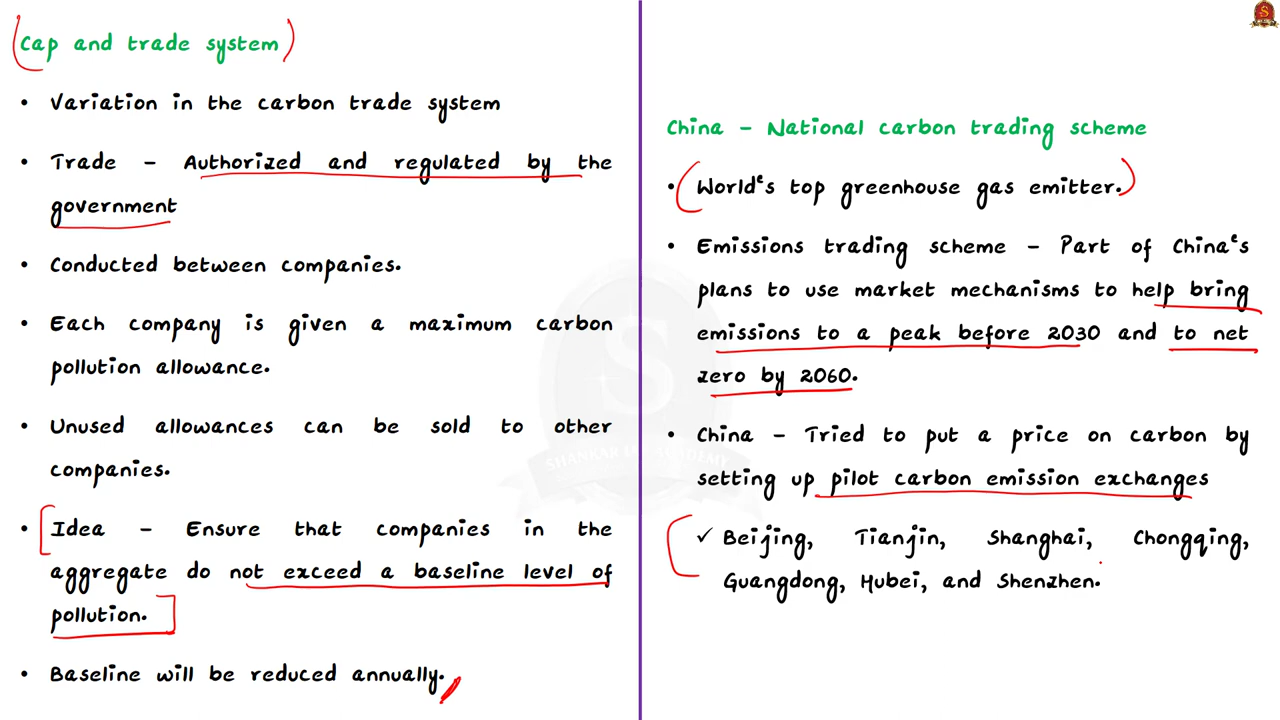 Cap and trade system
• Variation in the carbon trade system
• Trade – Authorized and regulated by the
government
• Conducted between companies.
• Each company is given a maximum carbon
pollution allowance.
• Unused allowances can be sold to other
companies.
• Idea – Ensure that companies in the
aggregate do not exceed a baseline level of
pollution.
• Baseline will be reduced annually.
China – National carbon trading scheme
• World's top greenhouse gas emitter.
• Emissions trading scheme – Part of China's
plans to use market mechanisms to help bring
emissions to a peak before 2030 and to net
zero by 2060.
• China – Tried to put a price on carbon by
setting up pilot carbon emission exchanges
✓ Beijing, Tianjin, Shanghai, Chongqing,
Guangdong, Hubei, and Shenzhen.
SHANKAR IAS ACADEMY